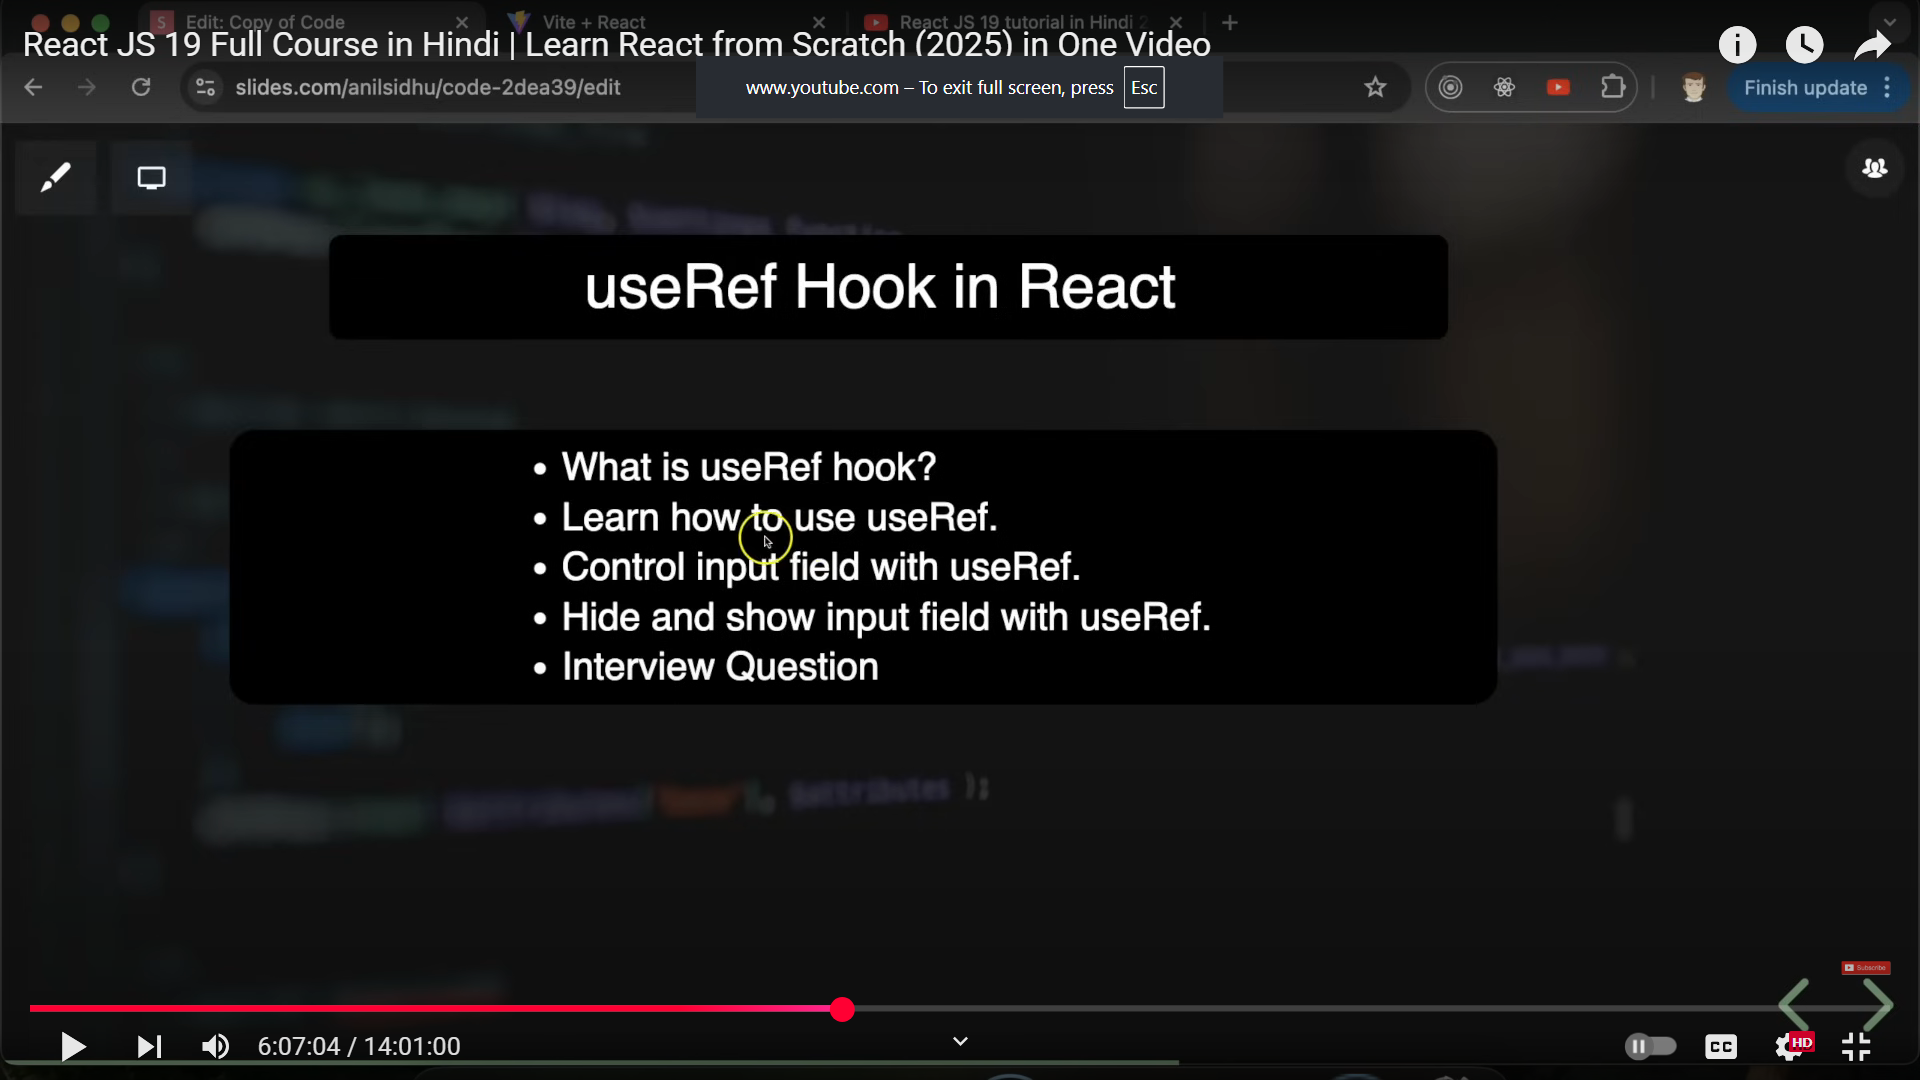 Edit: Copy of Code
Vite + React
React JS 19 tutorial in Hindi 2
React JS 19 Full Course in Hindi | Learn React from Scratch (2025) in One Video
slides.com/anilsidhu/code-2dea39/edit
www.youtube.com – To exit full screen, press Esc
Finish update
useRef Hook in React
• What is useRef hook?
• Learn how to use useRef.
• Control input field with useRef.
• Hide and show input field with useRef.
• Interview Question
$attributes );
Subscribe
6:07:04 / 14:01:00
CC
HD